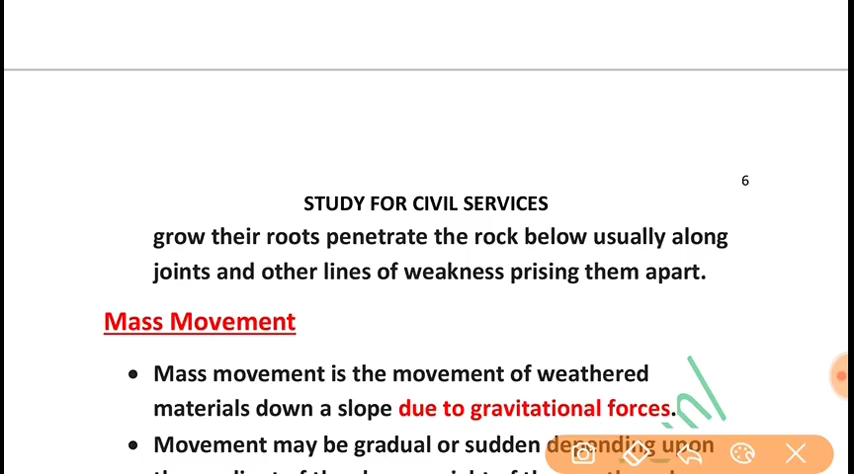 6
STUDY FOR CIVIL SERVICES
grow their roots penetrate the rock below usually along
joints and other lines of weakness prising them apart.
Mass Movement
• Mass movement is the movement of weathered
materials down a slope due to gravitational forces.
• Movement may be gradual or sudden depending upon